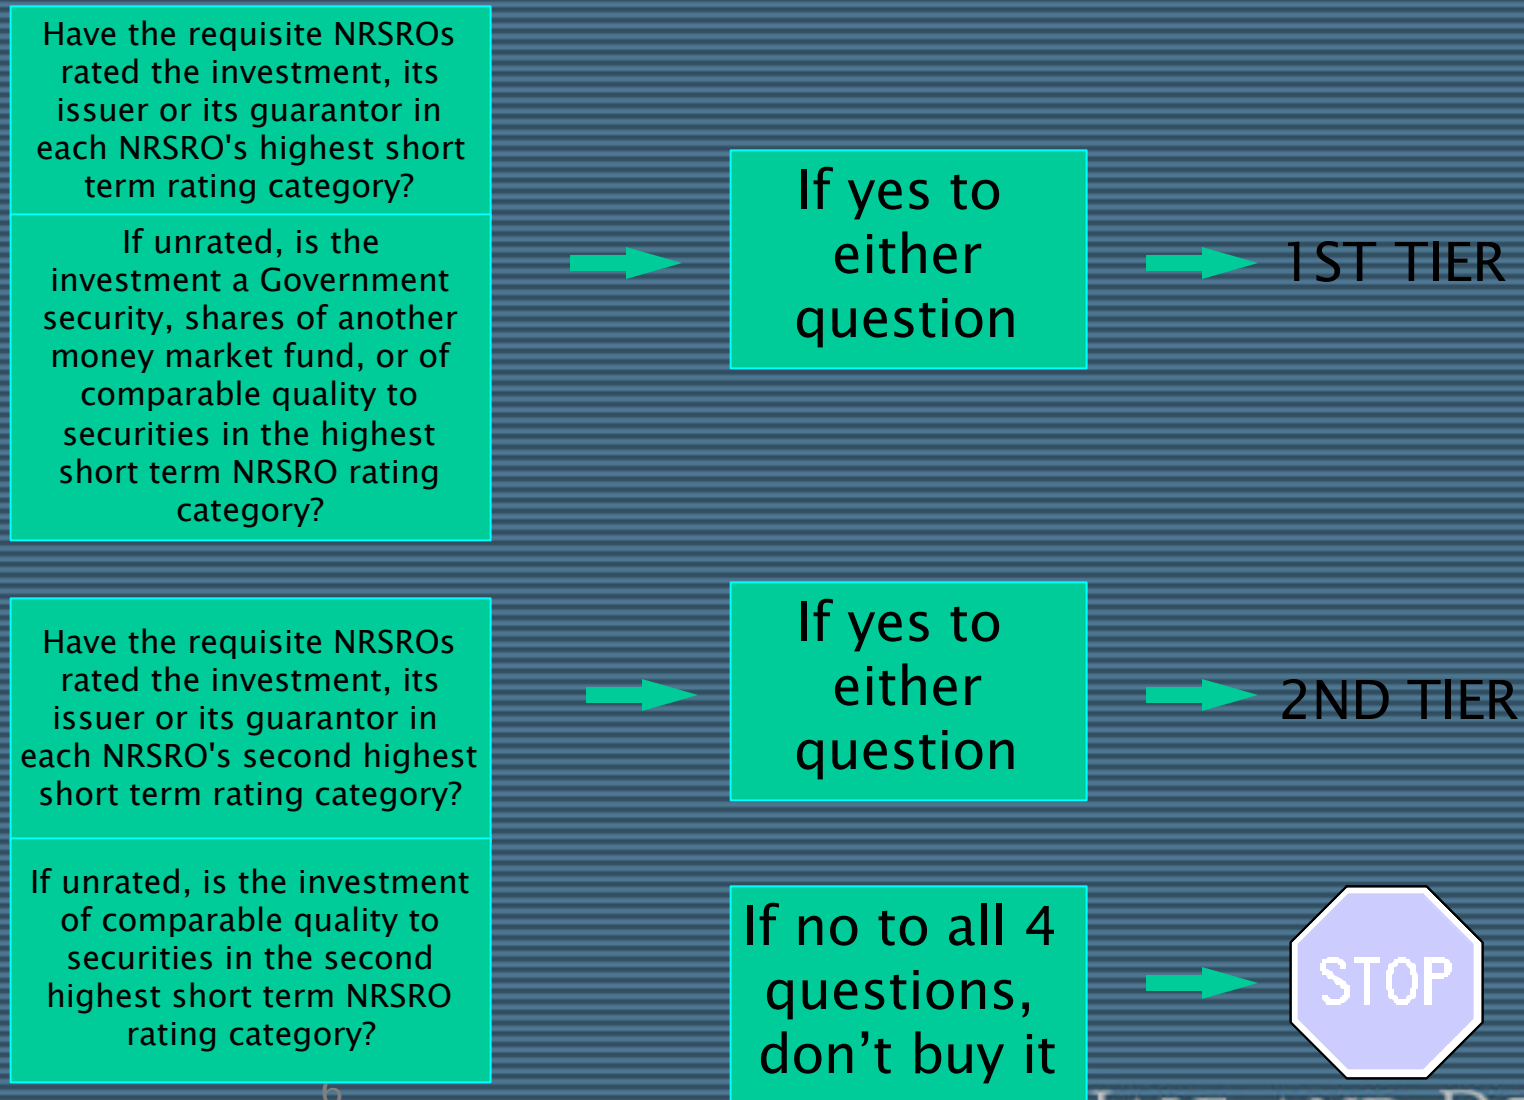 Have the requisite NRSROs
rated the investment, its
issuer or its guarantor in
each NRSRO's highest short
term rating category?
If unrated, is the
investment a Government
security, shares of another
money market fund, or of
comparable quality to
securities in the highest
short term NRSRO rating
category?
If yes to
either
question
1ST TIER
Have the requisite NRSROs
rated the investment, its
issuer or its guarantor in
each NRSRO's second highest
short term rating category?
If unrated, is the investment
of comparable quality to
securities in the second
highest short term NRSRO
rating category?
If yes to
either
question
2ND TIER
If no to all 4
questions,
don’t buy it
STOP
6